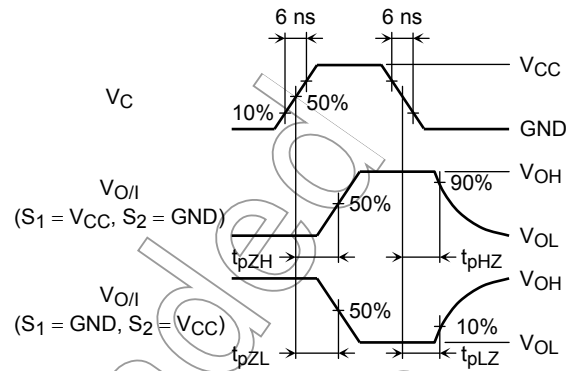 6 ns 6 ns
V_C 10% 50% V_CC
GND
V_O/I
(S_1 = V_CC, S_2 = GND) 50% 90% V_OH
V_OL
t_pZH t_pHZ
V_O/I
(S_1 = GND, S_2 = V_CC) 50% 10% V_OH
V_OL
t_pZL t_pLZ